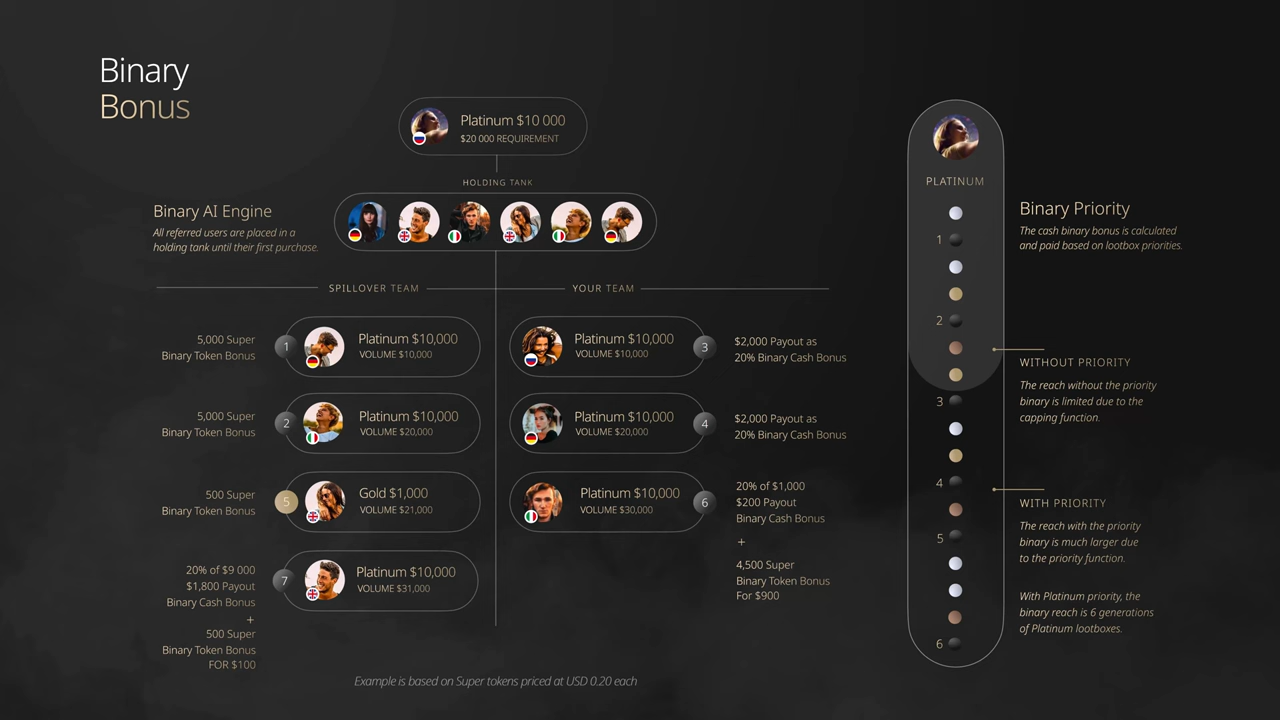 Binary
Bonus
Platinum $10 000
$20 000 REQUIREMENT
HOLDING TANK
Binary AI Engine
All referred users are placed in a
holding tank until their first purchase.
SPILLOVER TEAM
YOUR TEAM
5,000 Super
Binary Token Bonus
1
Platinum $10,000
VOLUME $10,000
Platinum $10,000
VOLUME $10,000
3
$2,000 Payout as
20% Binary Cash Bonus
5,000 Super
Binary Token Bonus
2
Platinum $10,000
VOLUME $20,000
Platinum $10,000
VOLUME $20,000
4
$2,000 Payout as
20% Binary Cash Bonus
500 Super
Binary Token Bonus
5
Gold $1,000
VOLUME $21,000
Platinum $10,000
VOLUME $30,000
6
20% of $1,000
$200 Payout
Binary Cash Bonus
+
4,500 Super
Binary Token Bonus
For $900
20% of $9 000
$1,800 Payout
Binary Cash Bonus
+
500 Super
Binary Token Bonus
FOR $100
7
Platinum $10,000
VOLUME $31,000
Example is based on Super tokens priced at USD 0.20 each
PLATINUM
1
2
3
4
5
6
Binary Priority
The cash binary bonus is calculated
and paid based on lootbox priorities.
WITHOUT PRIORITY
The reach without the priority
binary is limited due to the
capping function.
WITH PRIORITY
The reach with the priority
binary is much larger due
to the priority function.
With Platinum priority, the
binary reach is 6 generations
of Platinum lootboxes.